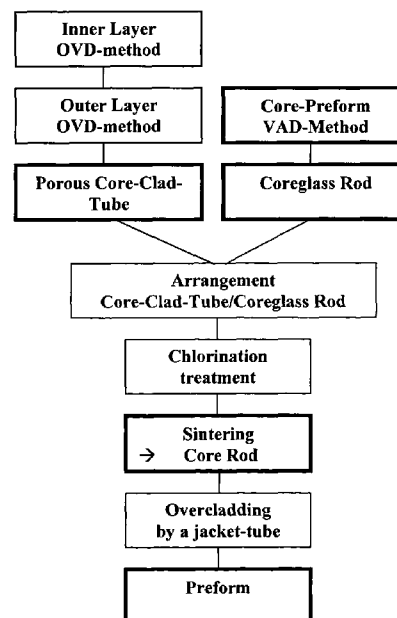 Inner Layer
OVD-method
Outer Layer
OVD-method
Core-Preform
VAD-Method
Porous Core-Clad-
Tube
Coreglass Rod
Arrangement
Core-Clad-Tube/Coreglass Rod
Chlorination
treatment
Sintering
→ Core Rod
Overcladding
by a jacket-tube
Preform